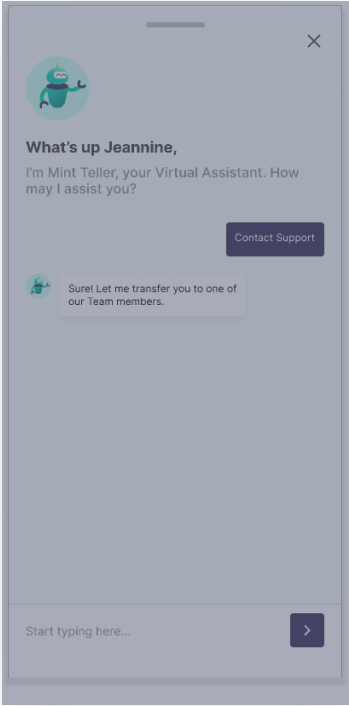 What's up Jeannine,
I'm Mint Teller, your Virtual Assistant. How
may I assist you?
Contact Support
Sure! Let me transfer you to one of
our Team members.
Start typing here...